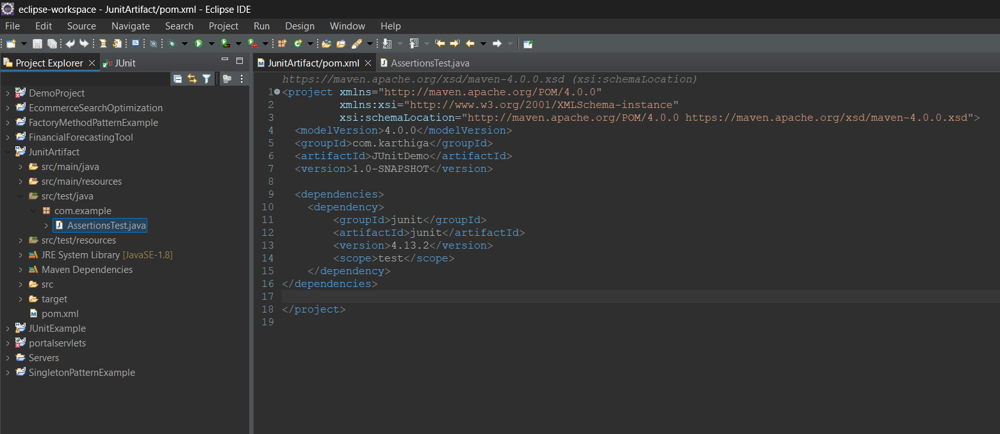 eclipse-workspace - JunitArtifact/pom.xml - Eclipse IDE
File Edit Source Navigate Search Project Run Design Window Help
Project Explorer
JUnit
DemoProject
EcommerceSearchOptimization
FactoryMethodPatternExample
FinancialForecastingTool
JunitArtifact
src/main/java
src/main/resources
src/test/java
com.example
AssertionsTest.java
src/test/resources
JRE System Library [JavaSE-1.8]
Maven Dependencies
src
target
pom.xml
JUnitExample
portalservlets
Servers
SingletonPatternExample
JunitArtifact/pom.xml
AssertionsTest.java
https://maven.apache.org/xsd/maven-4.0.0.xsd (xsi:schemaLocation)
1 <project xmlns="http://maven.apache.org/POM/4.0.0"
2 xmlns:xsi="http://www.w3.org/2001/XMLSchema-instance"
3 xsi:schemaLocation="http://maven.apache.org/POM/4.0.0 https://maven.apache.org/xsd/maven-4.0.0.xsd">
4 <modelVersion>4.0.0</modelVersion>
5 <groupId>com.karthiga</groupId>
6 <artifactId>JUnitDemo</artifactId>
7 <version>1.0-SNAPSHOT</version>
8
9 <dependencies>
10 <dependency>
11 <groupId>junit</groupId>
12 <artifactId>junit</artifactId>
13 <version>4.13.2</version>
14 <scope>test</scope>
15 </dependency>
16 </dependencies>
17
18 </project>
19